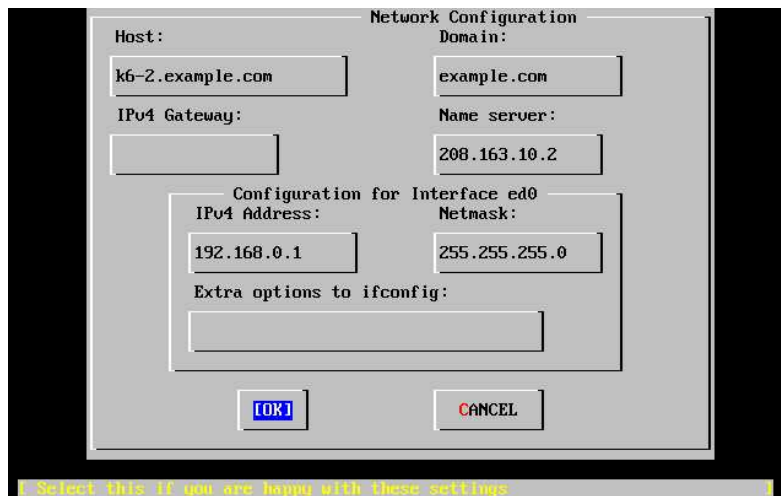 Network Configuration
Host: Domain:
k6-2.example.com example.com
IPv4 Gateway: Name server:
208.163.10.2
Configuration for Interface ed0
IPv4 Address: Netmask:
192.168.0.1 255.255.255.0
Extra options to ifconfig:
[OK] CANCEL
[ Select this if you are happy with these settings ]